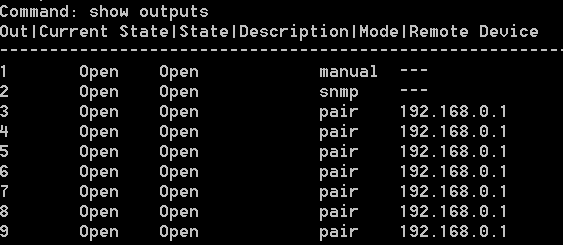 Command: show outputs
Out|Current State|State|Description|Mode|Remote Device
--------------------------------------------------------
1 Open Open manual ---
2 Open Open snmp ---
3 Open Open pair 192.168.0.1
4 Open Open pair 192.168.0.1
5 Open Open pair 192.168.0.1
6 Open Open pair 192.168.0.1
7 Open Open pair 192.168.0.1
8 Open Open pair 192.168.0.1
9 Open Open pair 192.168.0.1